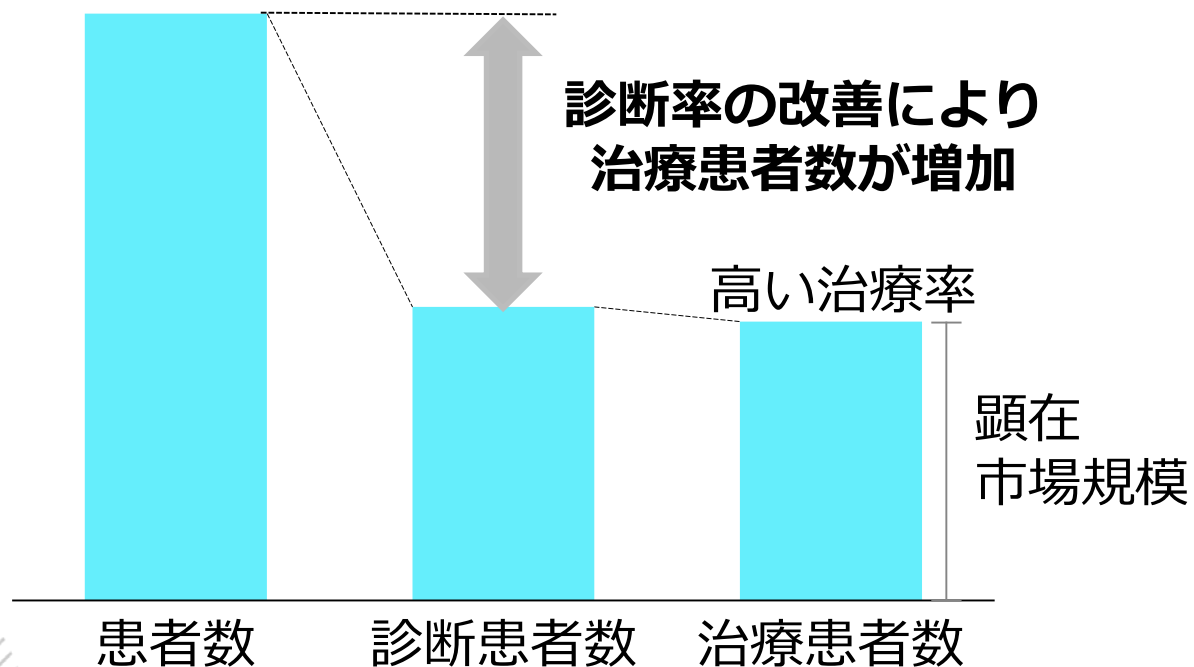 診断率の改善により
治療患者数が増加
高い治療率
顕在
市場規模
患者数
診断患者数
治療患者数